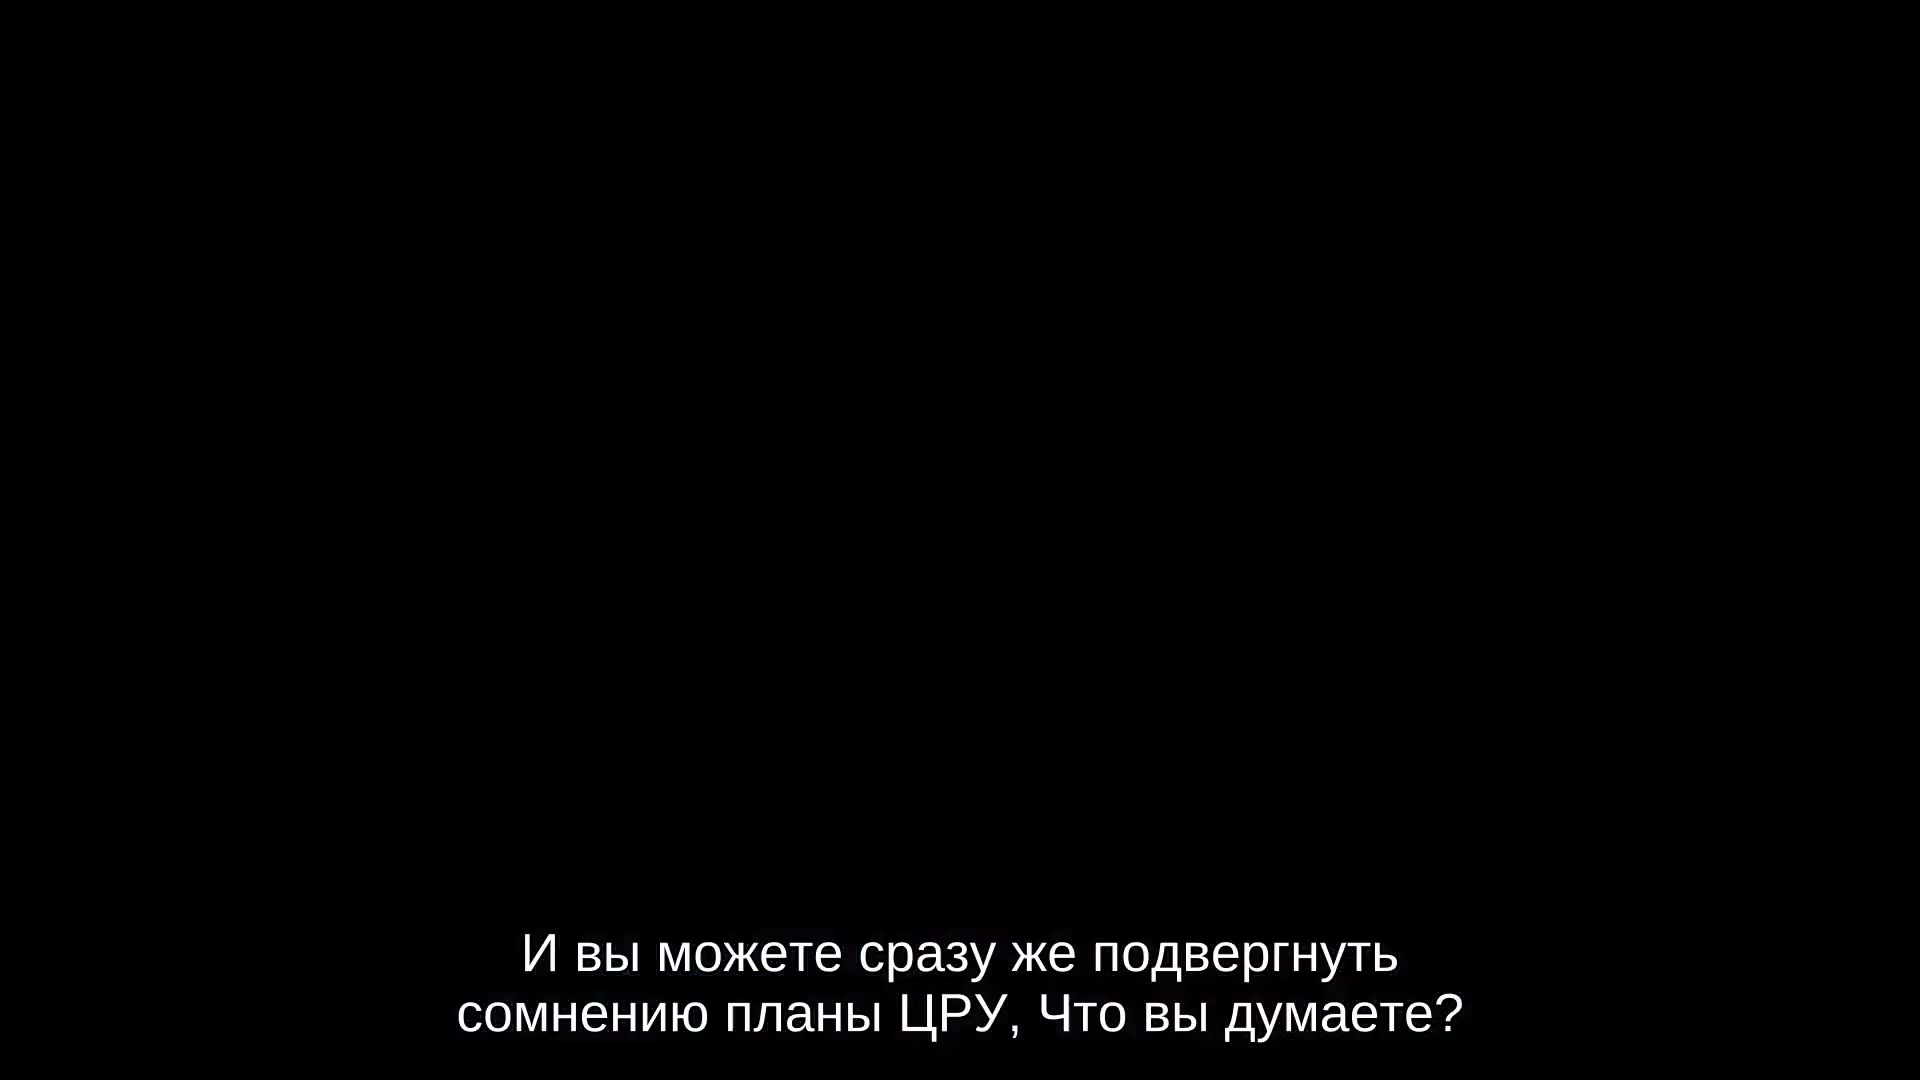 И вы можете сразу же подвергнуть
сомнению планы ЦРУ, Что вы думаете?